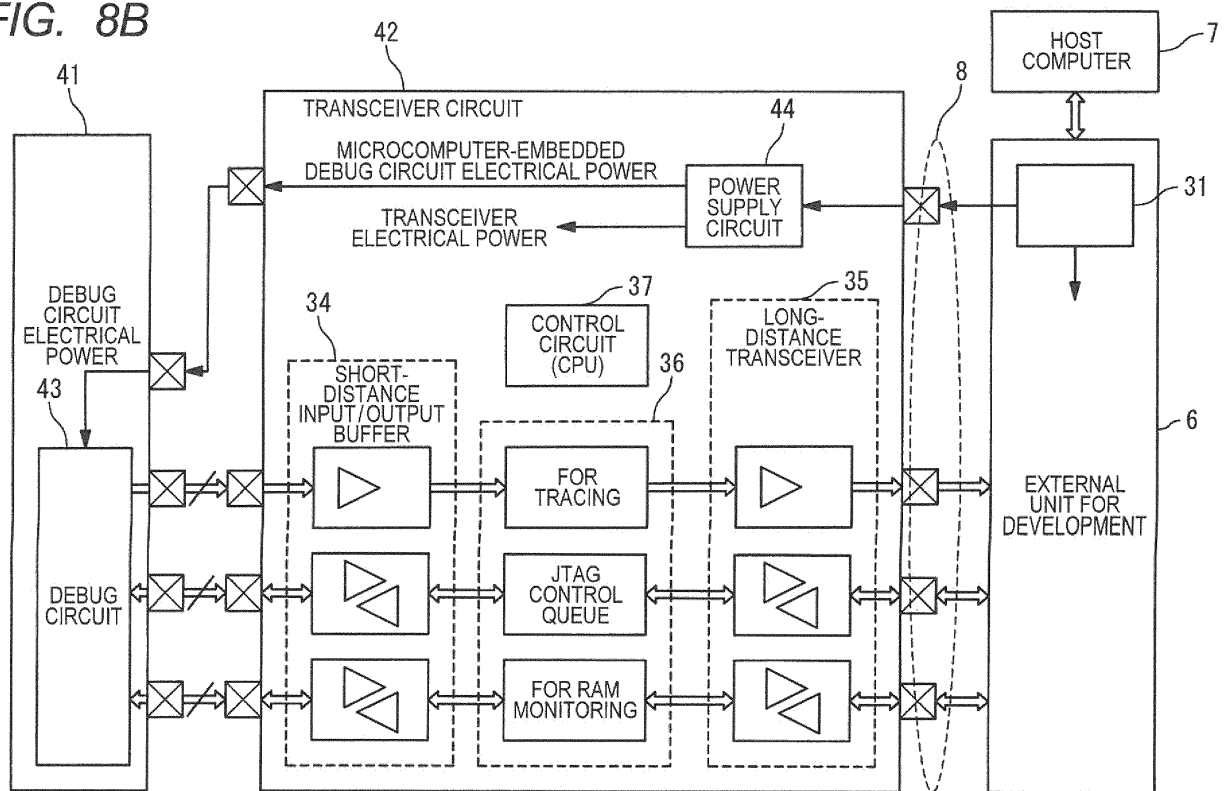 FIG. 8B
42
41
TRANSCEIVER CIRCUIT
MICROCOMPUTER-EMBEDDED
DEBUG CIRCUIT ELECTRICAL POWER
TRANSCEIVER
ELECTRICAL POWER
44
POWER
SUPPLY
CIRCUIT
8
HOST
COMPUTER
7
31
DEBUG
CIRCUIT
ELECTRICAL
POWER
43
34
SHORT-
DISTANCE
INPUT/OUTPUT
BUFFER
37
CONTROL
CIRCUIT
(CPU)
36
35
LONG-
DISTANCE
TRANSCEIVER
6
FOR
TRACING
EXTERNAL
UNIT FOR
DEVELOPMENT
DEBUG
CIRCUIT
JTAG
CONTROL
QUEUE
FOR RAM
MONITORING